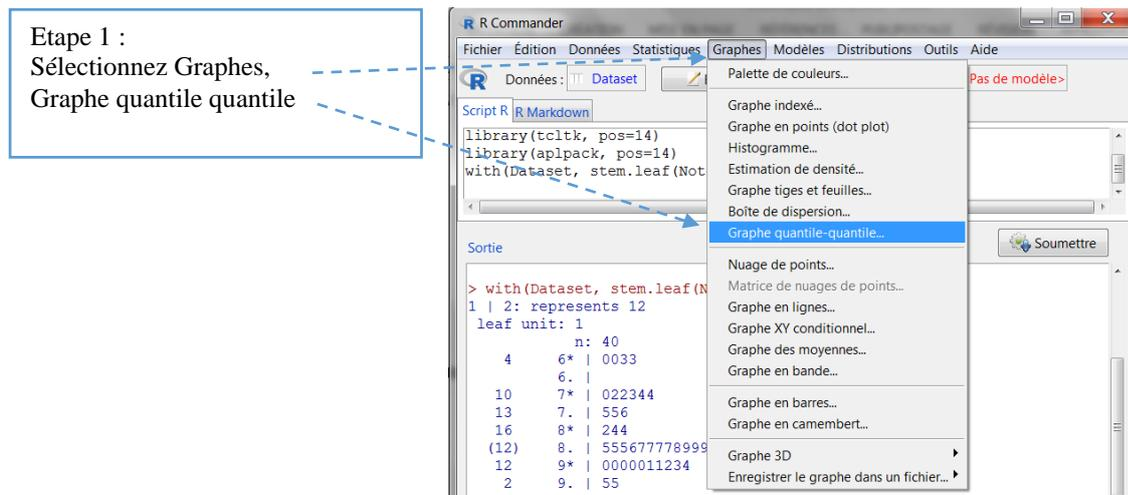 Etape 1 :
Sélectionnez Graphes,
Graphe quantile quantile
R Commander
Fichier Édition Données Statistiques Graphes Modèles Distributions Outils Aide
Données : Dataset
Pas de modèle>
Script R R Markdown
library(tcltk, pos=14)
library(aplpack, pos=14)
with(Dataset, stem.leaf(Not
Palette de couleurs...
Graphe indexé...
Graphe en points (dot plot)
Histogramme...
Estimation de densité...
Graphe tiges et feuilles...
Boîte de dispersion...
Graphe quantile-quantile...
Nuage de points...
Matrice de nuages de points...
Graphe en lignes...
Graphe XY conditionnel...
Graphe des moyennes...
Graphe en bande...
Graphe en barres...
Graphe en camembert...
Graphe 3D
Enregistrer le graphe dans un fichier...
Sortie
Soumettre
> with(Dataset, stem.leaf(N
1 | 2: represents 12
leaf unit: 1
n: 40
4 6* | 0033
6. |
10 7* | 022344
13 7. | 556
16 8* | 244
(12) 8. | 555677778999
12 9* | 0000011234
2 9. | 55